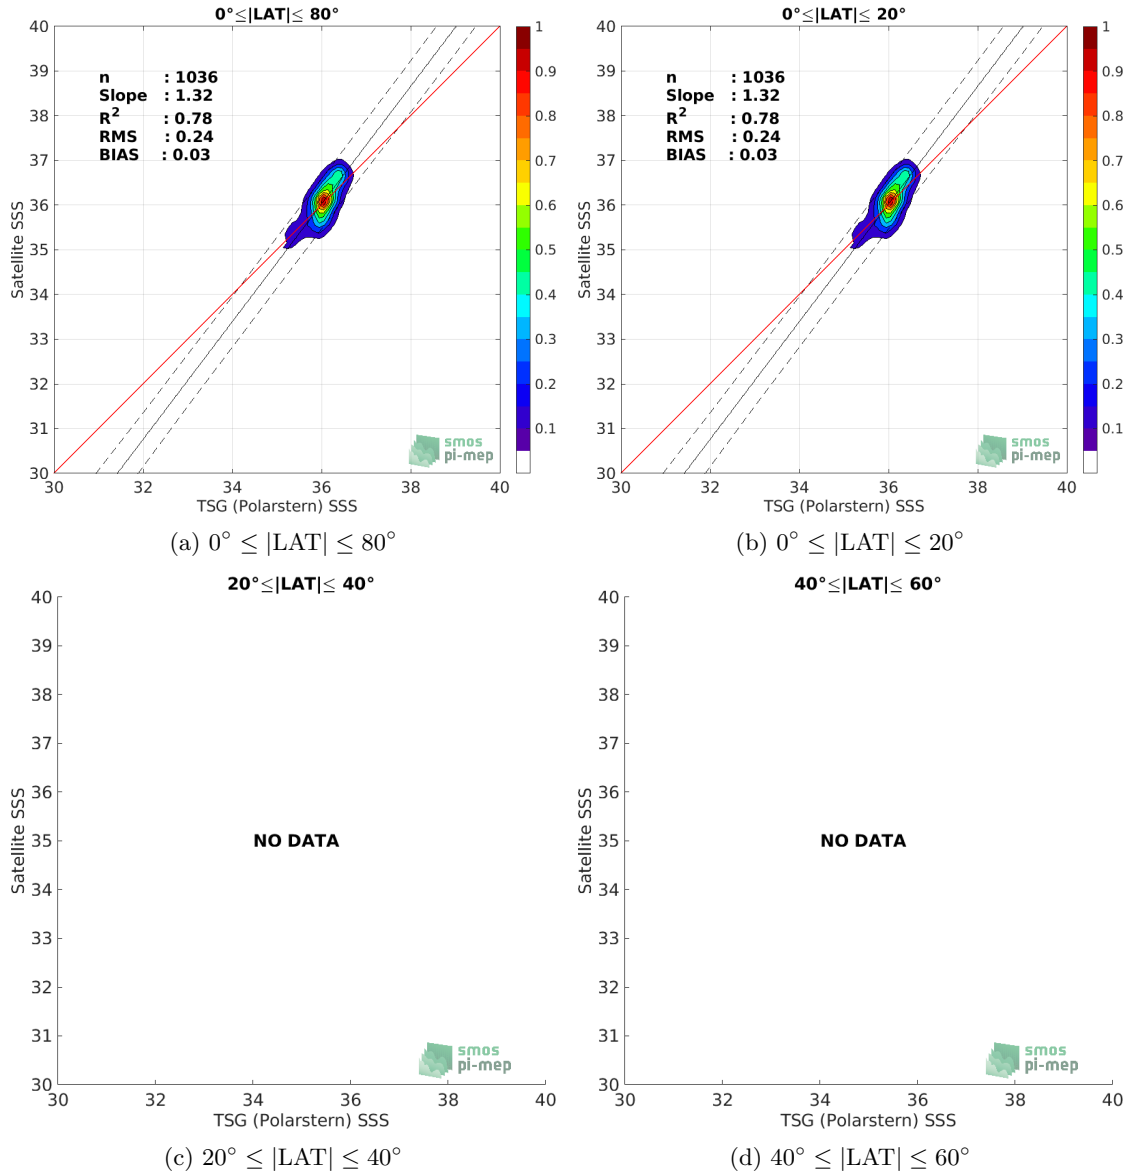 0°≤|LAT|≤ 80°
40
39
38
37
36
35
34
33
32
31
30
Satellite SSS
n : 1036
Slope : 1.32
R2 : 0.78
RMS : 0.24
BIAS : 0.03
smos
pi-mep
30 32 34 36 38 40
TSG (Polarstern) SSS
1
0.9
0.8
0.7
0.6
0.5
0.4
0.3
0.2
0.1
(a) 0° ≤ |LAT| ≤ 80°
0°≤|LAT|≤ 20°
40
39
38
37
36
35
34
33
32
31
30
Satellite SSS
n : 1036
Slope : 1.32
R2 : 0.78
RMS : 0.24
BIAS : 0.03
smos
pi-mep
30 32 34 36 38 40
TSG (Polarstern) SSS
1
0.9
0.8
0.7
0.6
0.5
0.4
0.3
0.2
0.1
(b) 0° ≤ |LAT| ≤ 20°
20°≤|LAT|≤ 40°
40
39
38
37
36
35
34
33
32
31
30
Satellite SSS
NO DATA
smos
pi-mep
30 32 34 36 38 40
TSG (Polarstern) SSS
(c) 20° ≤ |LAT| ≤ 40°
40°≤|LAT|≤ 60°
40
39
38
37
36
35
34
33
32
31
30
Satellite SSS
NO DATA
smos
pi-mep
30 32 34 36 38 40
TSG (Polarstern) SSS
(d) 40° ≤ |LAT| ≤ 60°